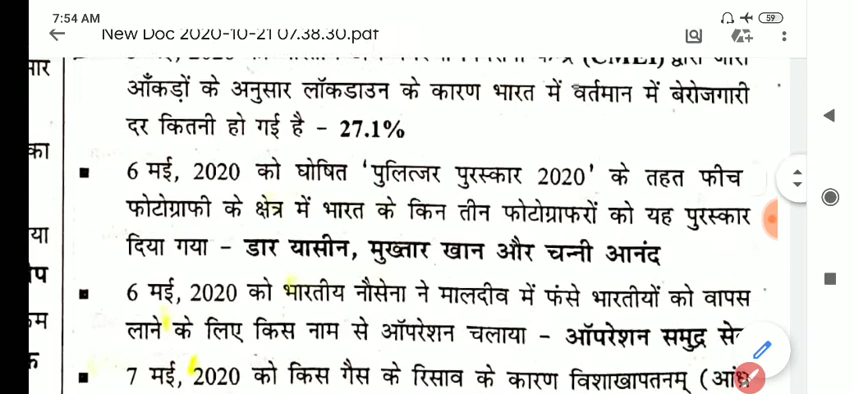 7:54 AM
59
New Doc 2020-10-21 07.38.30.pdf
(CMEI) द्वारा जारी
मार
आँकड़ों के अनुसार लॉकडाउन के कारण भारत में वर्तमान में बेरोजगारी
दर कितनी हो गई है – 27.1%
का
6 मई, 2020 को घोषित 'पुलित्जर पुरस्कार 2020' के तहत फीच
फोटोग्राफी के क्षेत्र में भारत के किन तीन फोटोग्राफरों को यह पुरस्कार
या
दिया गया – डार यासीन, मुख्तार खान और चन्नी आनंद
6 मई, 2020 को भारतीय नौसेना ने मालदीव में फंसे भारतीयों को वापस
लाने के लिए किस नाम से ऑपरेशन चलाया – ऑपरेशन समुद्र से
7 मई, 2020 को किस गैस के रिसाव के कारण विशाखापतनम् (आंध्र